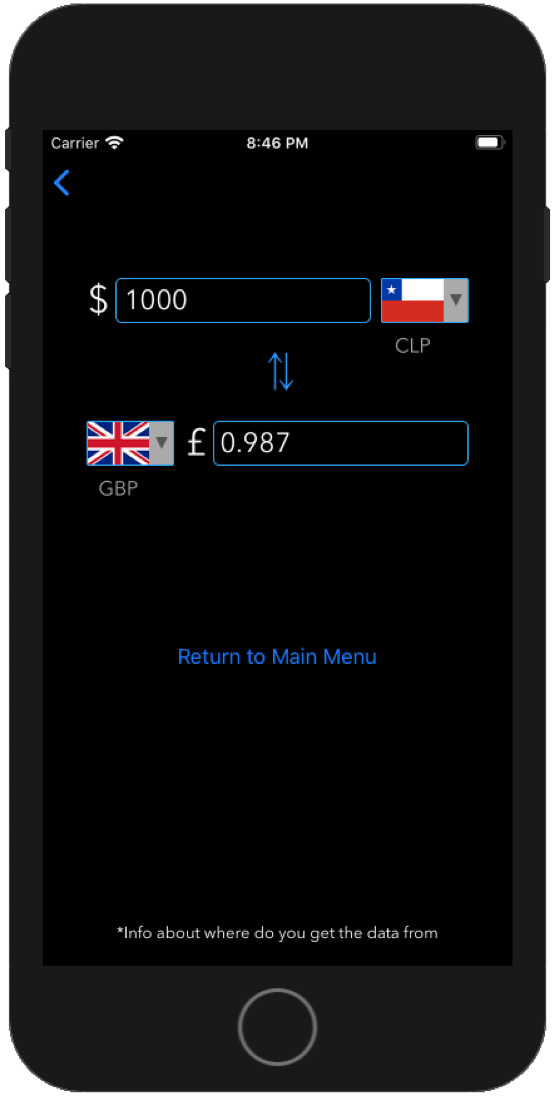 Carrier 8:46 PM
$ 1000
CLP
£ 0.987
GBP
Return to Main Menu
*Info about where do you get the data from